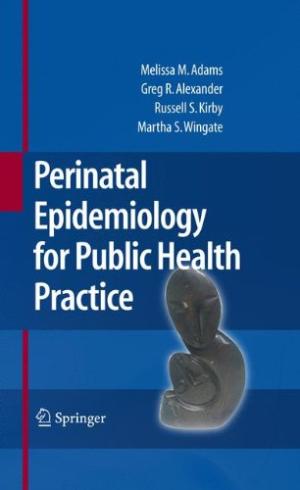 Melissa M. Adams
Greg R. Alexander
Russell S. Kirby
Martha S. Wingate
Perinatal
Epidemiology
for Public Health
Practice
Springer